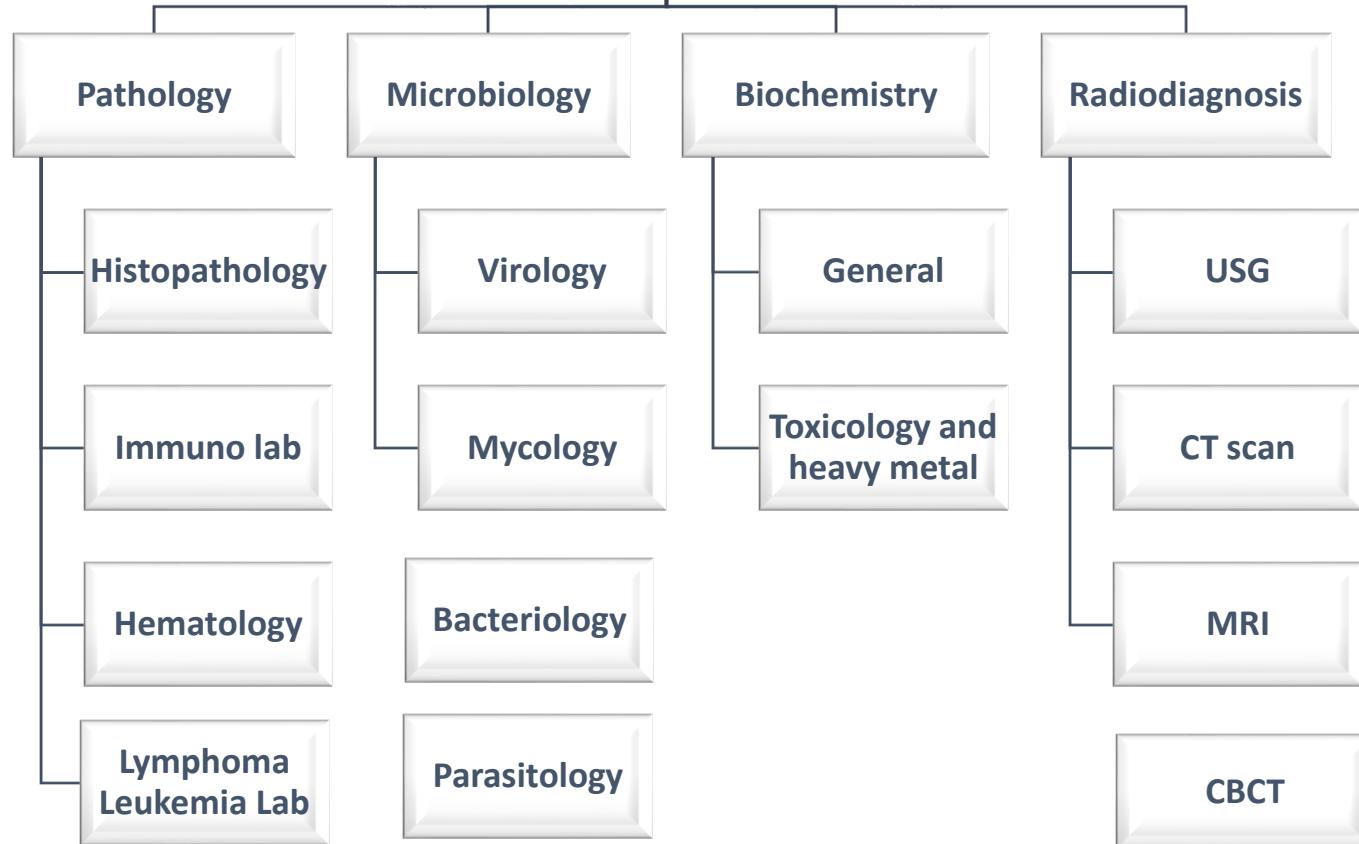 Pathology
Microbiology
Biochemistry
Radiodiagnosis
Histopathology
Virology
General
USG
Immuno lab
Mycology
Toxicology and
heavy metal
CT scan
Hematology
Bacteriology
MRI
Lymphoma
Leukemia Lab
Parasitology
CBCT